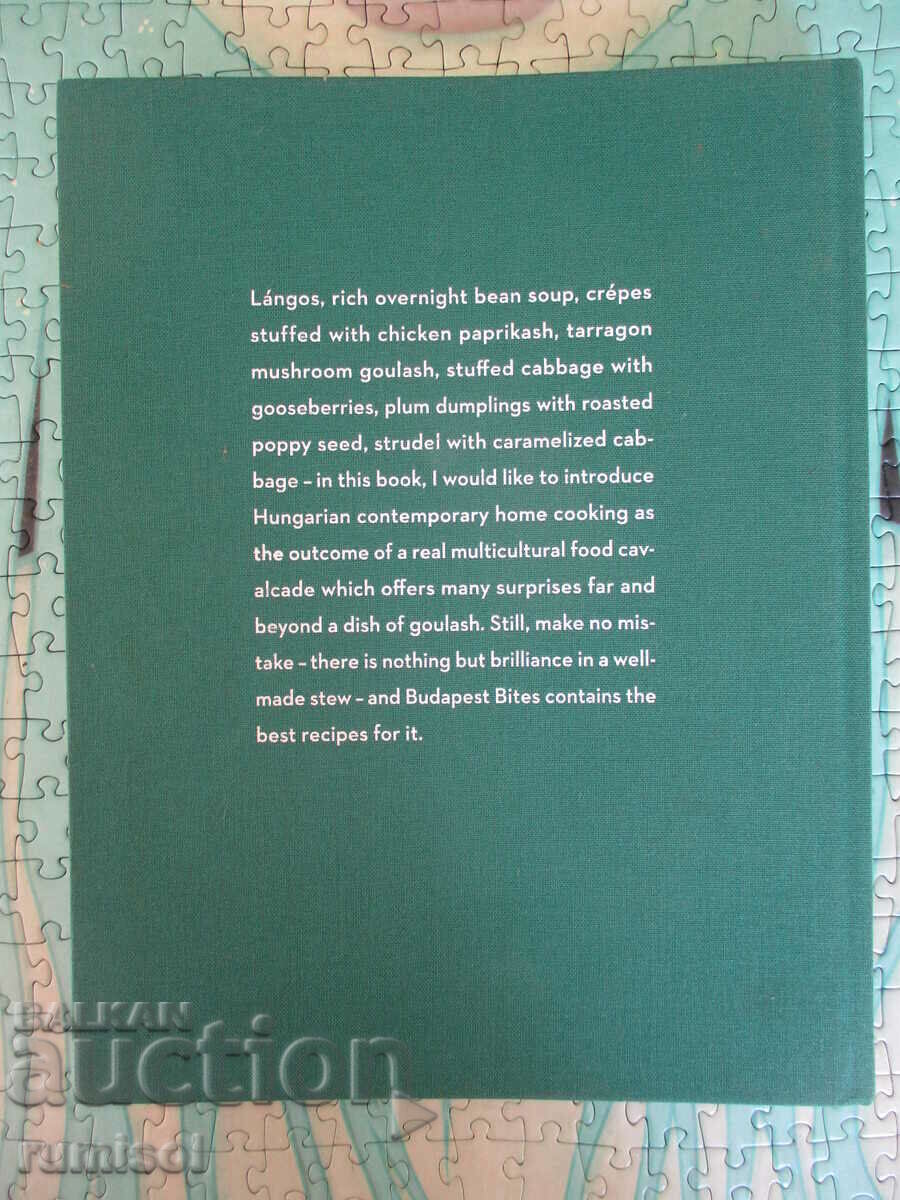 Lángos, rich overnight bean soup, crépes
stuffed with chicken paprikash, tarragon
mushroom goulash, stuffed cabbage with
gooseberries, plum dumplings with roasted
poppy seed, strudel with caramelized cab-
bage – in this book, I would like to introduce
Hungarian contemporary home cooking as
the outcome of a real multicultural food cav-
alcade which offers many surprises far and
beyond a dish of goulash. Still, make no mis-
take – there is nothing but brilliance in a well-
made stew – and Budapest Bites contains the
best recipes for it.
BALKAN
auction
rumisol